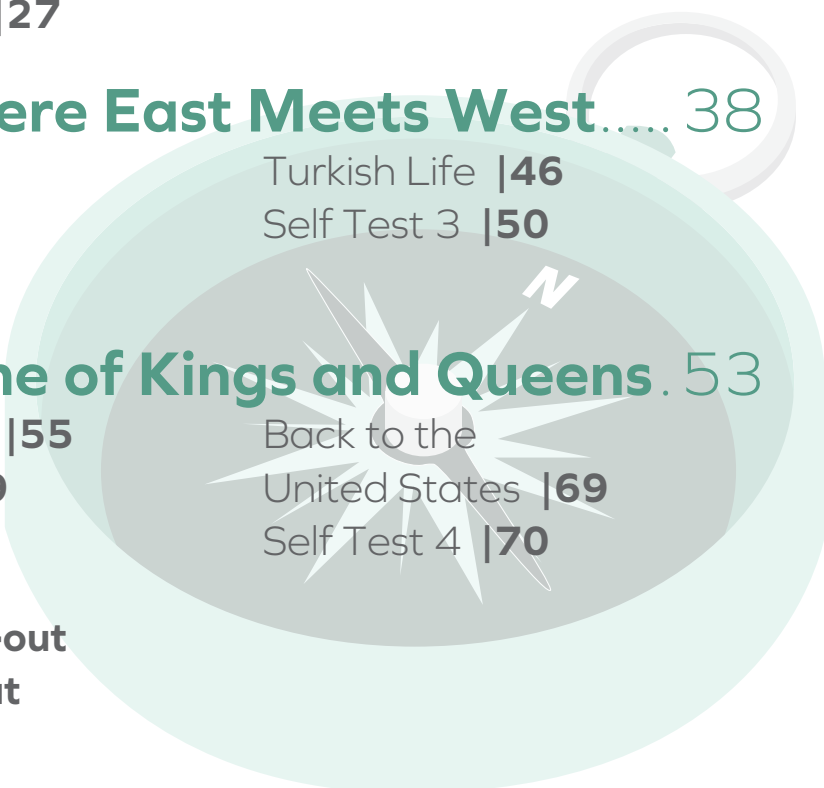 |27
ere East Meets West..... 38
Turkish Life |46
Self Test 3 |50
N
ne of Kings and Queens. 53
|55
Back to the
United States |69
Self Test 4 |70
-out